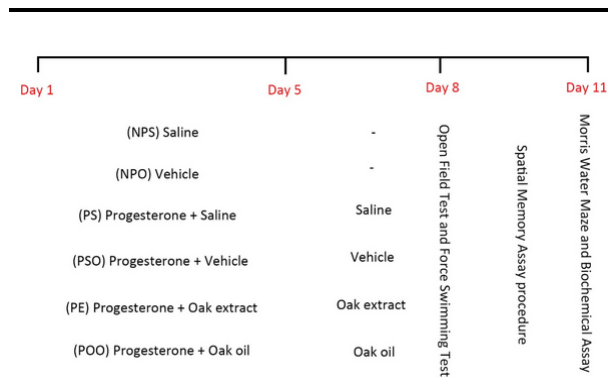 Day 1
Day 5
Day 8
Day 11
(NPS) Saline
-
(NPO) Vehicle
-
(PS) Progesterone + Saline
Saline
(PSO) Progesterone + Vehicle
Vehicle
(PE) Progesterone + Oak extract
Oak extract
(POO) Progesterone + Oak oil
Oak oil
Open Field Test and Force Swimming Test
Spatial Memory Assay procedure
Morris Water Maze and Biochemical Assay